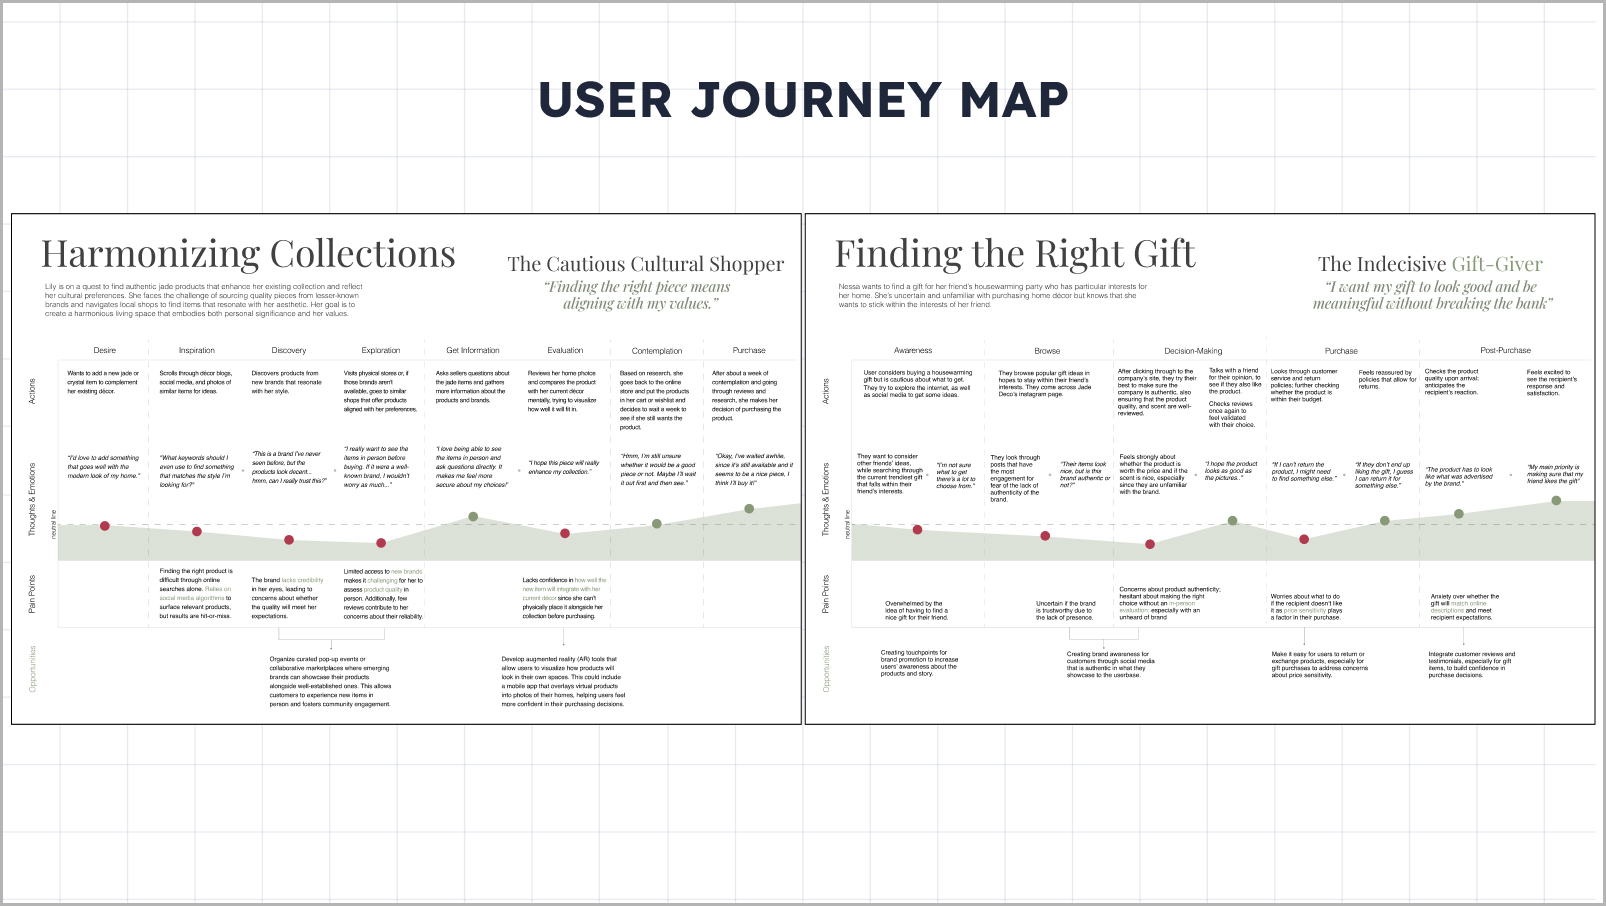 USER JOURNEY MAP
Harmonizing Collections
Lily is on a quest to find authentic jade products that enhance her existing collection and reflect
her cultural preferences. She faces the challenge of sourcing quality pieces from lesser-known
brands and navigates local shops to find items that resonate with her aesthetic. Her goal is to
create a harmonious living space that embodies both personal significance and her values.
The Cautious Cultural Shopper
“Finding the right piece means
aligning with my values.”
Desire
Inspiration
Discovery
Exploration
Get Information
Evaluation
Contemplation
Purchase
Actions
Wants to add a new jade or
crystal item to complement
her existing décor.
Scrolls through décor blogs,
social media, and photos of
similar items for ideas.
Discovers products from
new brands that resonate
with her style.
Visits physical stores or, if
those brands aren't
available, goes to similar
shops that offer products
aligned with her preferences.
Asks sellers questions about
the jade items and gathers
more information about the
products and brands.
Reviews her home photos
and compares the product
with her current décor
mentally, trying to visualize
how well it will fit in.
Based on research, she
goes back to the online
store and put the products
in her cart or wishlist and
decides to wait a week to
see if she still wants the
product.
After about a week of
contemplation and going
through reviews and
research, she makes her
decision of purchasing the
product.
Thoughts & Emotions
“I'd love to add something
that goes well with the
modern look of my home.”
“What keywords should I
even use to find something
that matches the style I'm
looking for?”
“This is a brand I've never
seen before, but the
products look decent...
hmm, can I really trust this?”
“I really want to see the
items in person before
buying. If it were a well-
known brand, I wouldn't
worry as much...”
“I love being able to see
the items in person and
ask questions directly. It
makes me feel more
secure about my choices!”
“I hope this piece will really
enhance my collection.”
“Hmm, I'm still unsure
whether it would be a good
piece or not. Maybe I'll wait
it out first and then see.”
“Okay, I've waited awhile,
since it's still available and it
seems to be a nice piece, I
think I'll buy it!”
neutral line
Pain Points
Finding the right product is
difficult through online
searches alone. Relies on
social media algorithms to
surface relevant products,
but results are hit-or-miss.
The brand lacks credibility
in her eyes, leading to
concerns about whether
the quality will meet her
expectations.
Limited access to new brands
makes it challenging for her to
assess product quality in
person. Additionally, few
reviews contribute to her
concerns about their reliability.
Lacks confidence in how well the
new item will integrate with her
current décor since she can't
physically place it alongside her
collection before purchasing.
Opportunities
Organize curated pop-up events or
collaborative marketplaces where emerging
brands can showcase their products
alongside well-established ones. This allows
customers to experience new items in
person and fosters community engagement.
Develop augmented reality (AR) tools that
allow users to visualize how products will
look in their own spaces. This could include
a mobile app that overlays virtual products
into photos of their homes, helping users feel
more confident in their purchasing decisions.
Finding the Right Gift
Nessa wants to find a gift for her friend's housewarming party who has particular interests for
her home. She's uncertain and unfamiliar with purchasing home décor but knows that she
wants to stick within the interests of her friend.
The Indecisive Gift-Giver
“I want my gift to look good and be
meaningful without breaking the bank”
Awareness
Browse
Decision-Making
Purchase
Post-Purchase
Actions
User considers buying a housewarming
gift but is cautious about what to get.
They try to explore the internet, as well
as social media to get some ideas.
They browse popular gift ideas in
hopes to stay within their friend's
interests. They come across Jade
Deco's instagram page.
After clicking through to the
company's site, they try their
best to make sure the
company is authentic, also
ensuring that the product
quality, and scent are well-
reviewed.
Talks with a friend
for their opinion, to
see if they also like
the product.
Checks reviews
once again to
feel validated
with their choice.
Looks through customer
service and return
policies; further checking
whether the product is
within their budget.
Feels reassured by
policies that allow for
returns.
Checks the product
quality upon arrival;
anticipates the
recipient's reaction.
Feels excited to
see the recipient's
response and
satisfaction.
Thoughts & Emotions
They want to consider
other friends' ideas,
while searching through
the current trendiest gift
that falls within their
friend's interests.
“I'm not sure
what to get
there's a lot to
choose from.”
They look through
posts that have
the most
engagement for
fear of the lack of
authenticity of the
brand.
“Their items look
nice, but is this
brand authentic or
not?”
Feels strongly about
whether the product is
worth the price and if the
scent is nice, especially
since they are unfamiliar
with the brand.
“I hope the product
looks as good as
the pictures..”
“If I can't return the
product, I might need
to find something else.”
“If they don't end up
liking the gift, I guess
I can return it for
something else.”
“The product has to look
like what was advertised
by the brand.”
“My main priority is
making sure that my
friend likes the gift”
neutral line
Pain Points
Overwhelmed by the
idea of having to find a
nice gift for their friend.
Uncertain if the brand
is trustworthy due to
the lack of presence.
Concerns about product authenticity;
hesitant about making the right
choice without an in-person
evaluation; especially with an
unheard of brand
Worries about what to do
if the recipient doesn't like
it as price sensitivity plays
a factor in their purchase.
Anxiety over whether the
gift will match online
descriptions and meet
recipient expectations.
Opportunities
Creating touchpoints for
brand promotion to increase
users' awareness about the
products and story.
Creating brand awareness for
customers through social media
that is authentic in what they
showcase to the userbase.
Make it easy for users to return or
exchange products, especially for
gift purchases to address concerns
about price sensitivity.
Integrate customer reviews and
testimonials, especially for gift
items, to build confidence in
purchase decisions.